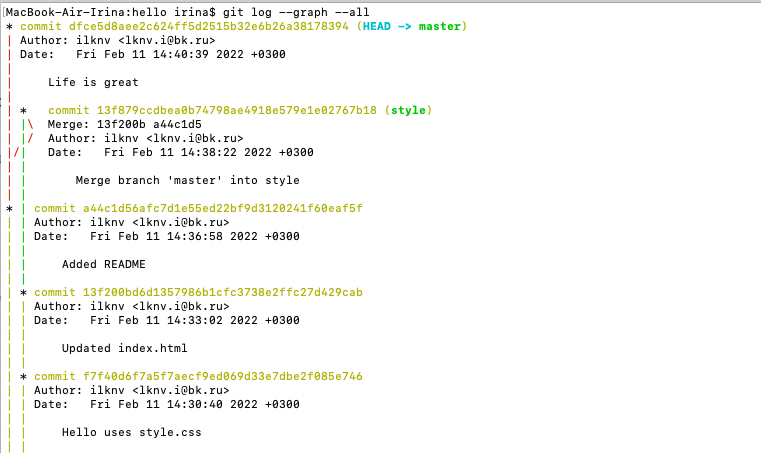 [MacBook-Air-Irina:hello irina$ git log --graph --all
* commit dfce5d8aee2c624ff5d2515b32e6b26a38178394 (HEAD -> master)
| Author: ilknv <lknv.i@bk.ru>
| Date:   Fri Feb 11 14:40:39 2022 +0300
|
|     Life is great
|
| *   commit 13f879ccdbea0b74798ae4918e579e1e02767b18 (style)
| |\  Merge: 13f200b a44c1d5
| |/  Author: ilknv <lknv.i@bk.ru>
|/|   Date:   Fri Feb 11 14:38:22 2022 +0300
| |
| |       Merge branch 'master' into style
| |
* | commit a44c1d56afc7d1e55ed22bf9d3120241f60eaf5f
| | Author: ilknv <lknv.i@bk.ru>
| | Date:   Fri Feb 11 14:36:58 2022 +0300
| |
| |     Added README
| |
| * commit 13f200bd6d1357986b1cfc3738e2ffc27d429cab
| | Author: ilknv <lknv.i@bk.ru>
| | Date:   Fri Feb 11 14:33:02 2022 +0300
| |
| |     Updated index.html
| |
| * commit f7f40d6f7a5f7aecf9ed069d33e7dbe2f085e746
| | Author: ilknv <lknv.i@bk.ru>
| | Date:   Fri Feb 11 14:30:40 2022 +0300
| |
| |     Hello uses style.css
| |